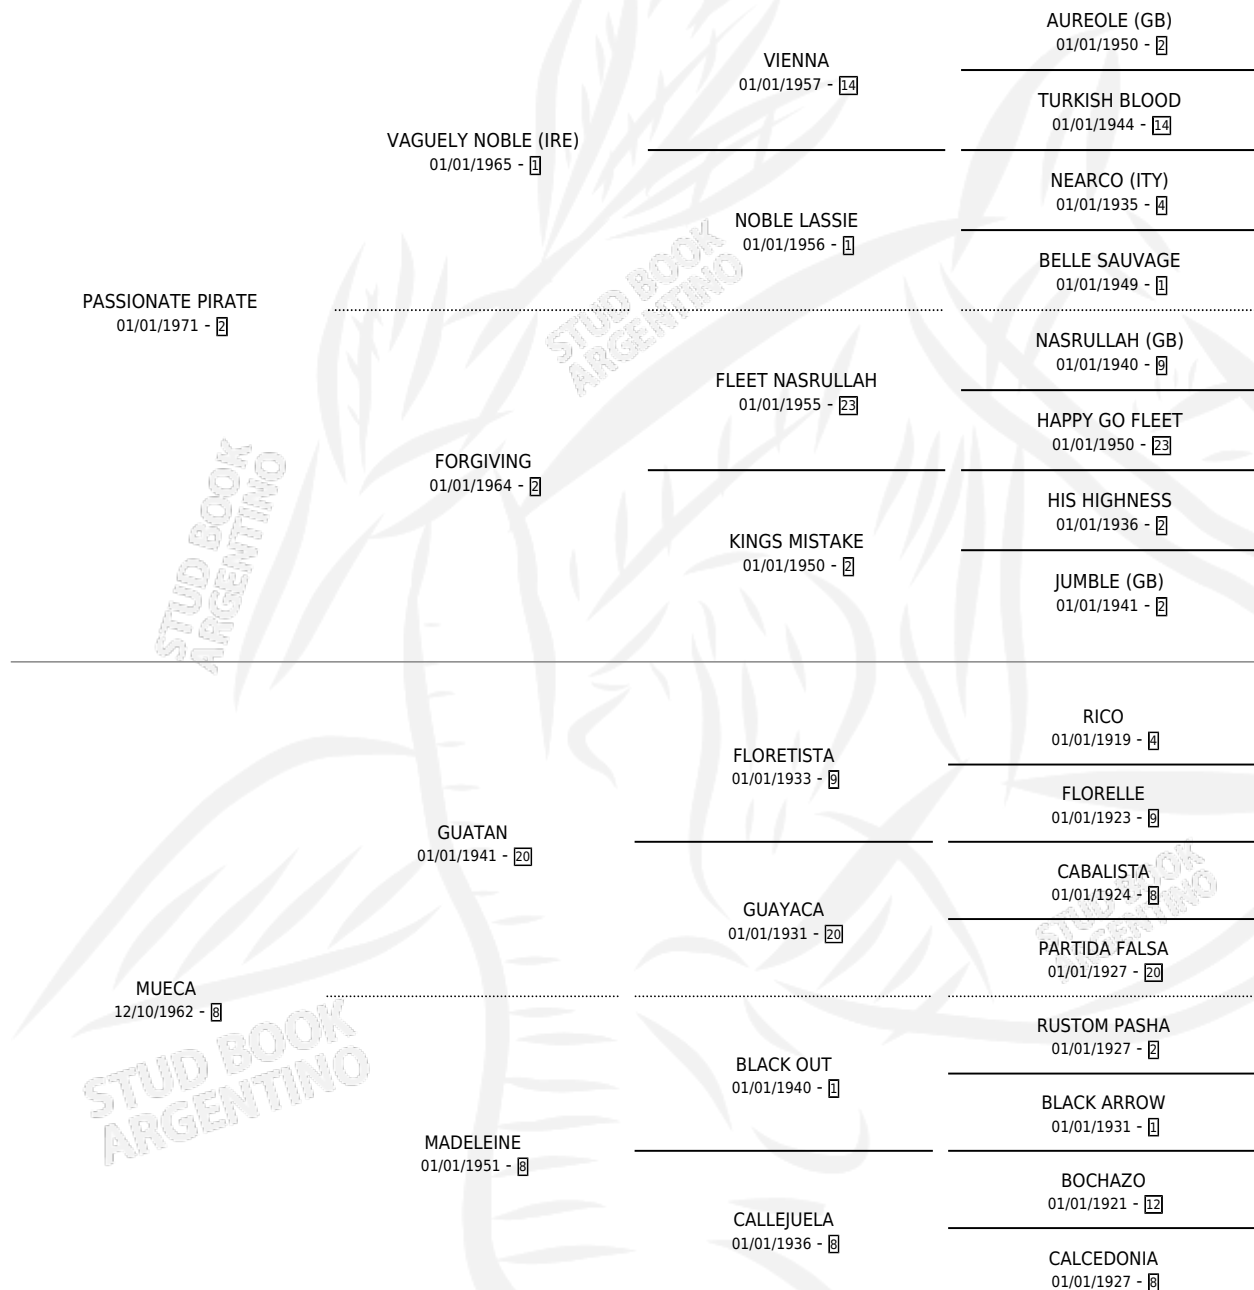 AUREOLE (GB)
01/01/1950 - 2
VIENNA
01/01/1957 - 14
TURKISH BLOOD
01/01/1944 - 14
VAGUELY NOBLE (IRE)
01/01/1965 - 1
NEARCO (ITY)
01/01/1935 - 4
NOBLE LASSIE
01/01/1956 - 1
BELLE SAUVAGE
01/01/1949 - 1
PASSIONATE PIRATE
01/01/1971 - 2
STUD BOOK
ARGENTINO
NASRULLAH (GB)
01/01/1940 - 9
FLEET NASRULLAH
01/01/1955 - 23
HAPPY GO FLEET
01/01/1950 - 23
FORGIVING
01/01/1964 - 2
HIS HIGHNESS
01/01/1936 - 2
KINGS MISTAKE
01/01/1950 - 2
JUMBLE (GB)
01/01/1941 - 2
STUD BOOK
ARGENTINO
RICO
01/01/1919 - 4
FLORETISTA
01/01/1933 - 9
FLORELLE
01/01/1923 - 9
GUATAN
01/01/1941 - 20
CABALISTA
01/01/1924 - 8
GUAYACA
01/01/1931 - 20
PARTIDA FALSA
01/01/1927 - 20
STUD BOOK
ARGENTINO
MUECA
12/10/1962 - 8
RUSTOM PASHA
01/01/1927 - 2
BLACK OUT
01/01/1940 - 1
BLACK ARROW
01/01/1931 - 1
STUD BOOK
ARGENTINO
MADELEINE
01/01/1951 - 8
BOCHAZO
01/01/1921 - 12
CALLEJUELA
01/01/1936 - 8
CALCEDONIA
01/01/1927 - 8